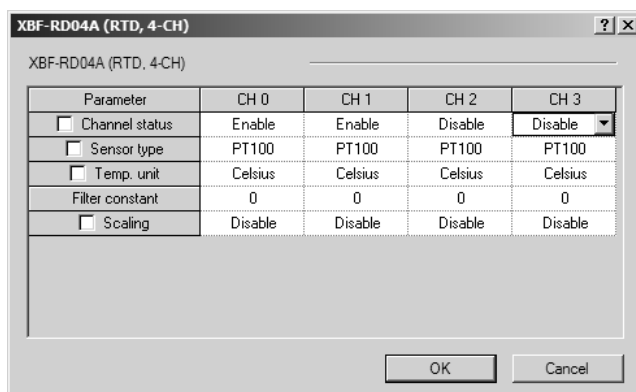 XBF-RD04A (RTD, 4-CH)
XBF-RD04A (RTD, 4-CH)
Parameter CH 0 CH 1 CH 2 CH 3
Channel status Enable Enable Disable Disable
Sensor type PT100 PT100 PT100 PT100
Temp. unit Celsius Celsius Celsius Celsius
Filter constant 0 0 0 0
Scaling Disable Disable Disable Disable
OK Cancel